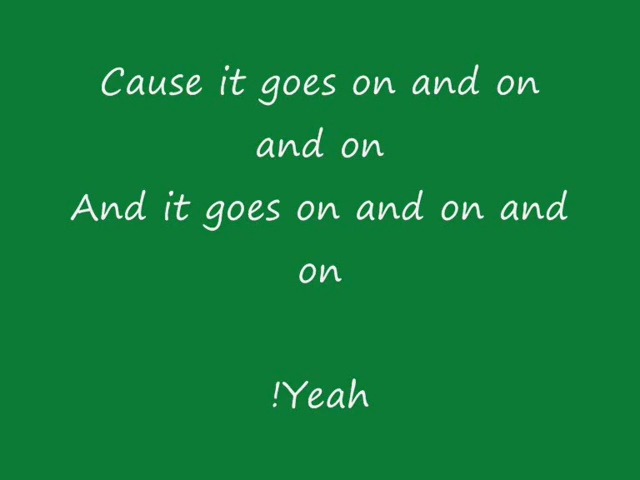 Cause it goes on and on
and on
And it goes on and on and
on
!Yeah